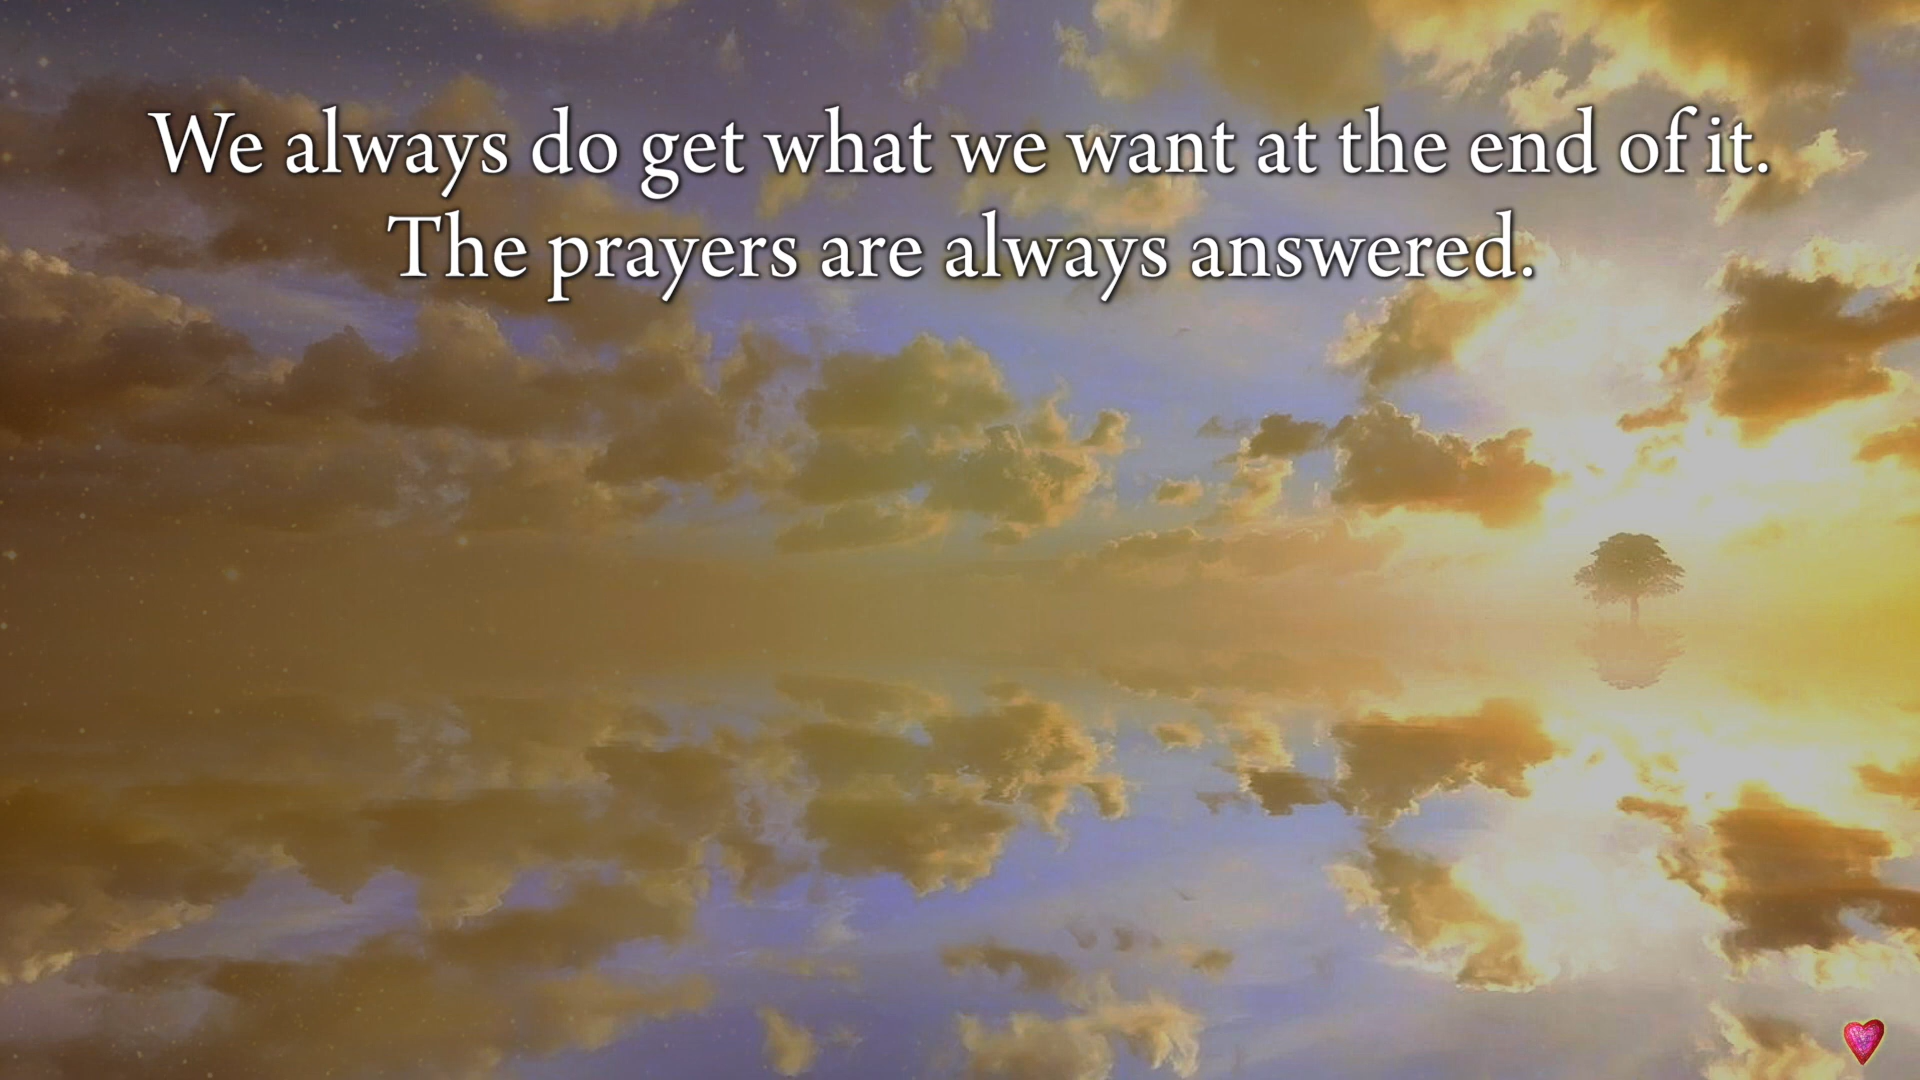 We always do get what we want at the end of it.
The prayers are always answered.